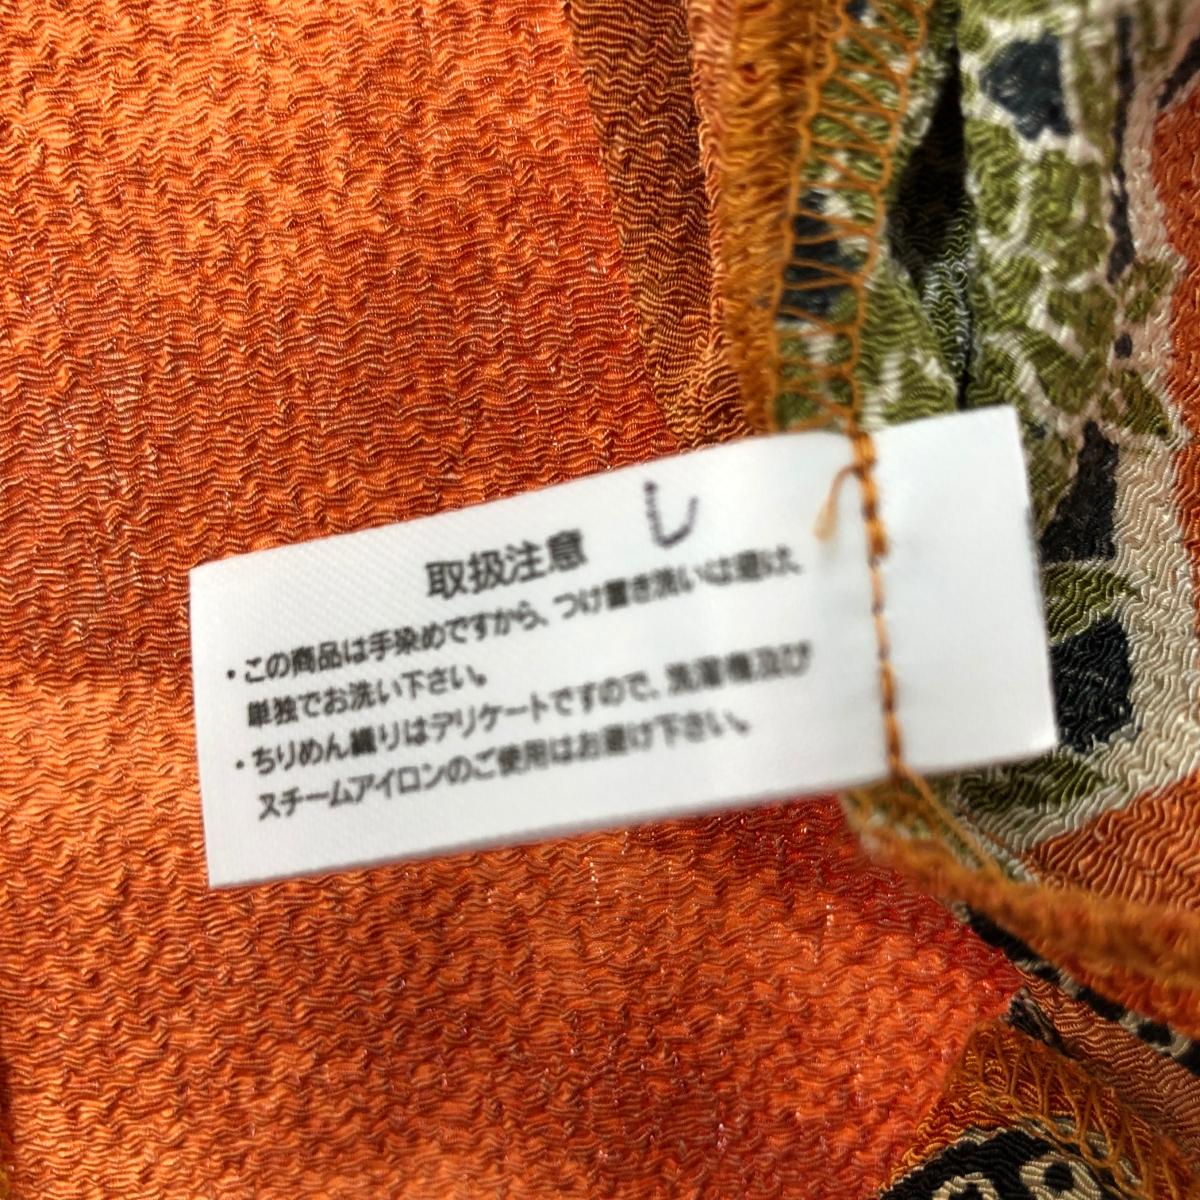 し
取扱注意
・この商品は手染めですから、つけ置き洗いは避け、
単独でお洗い下さい。
・ちりめん織りはデリケートですので、洗濯機及び
スチームアイロンのご使用はお避け下さい。